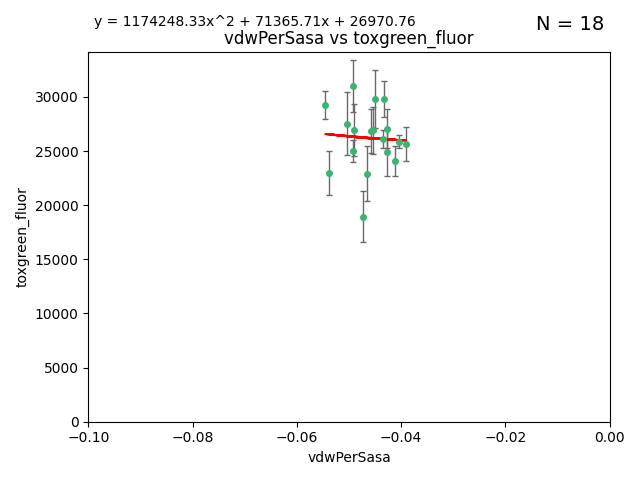 y = 1174248.33x^2 + 71365.71x + 26970.76
N = 18
vdwPerSasa vs toxgreen_fluor
toxgreen_fluor
30000
25000
20000
15000
10000
5000
0
−0.10
−0.08
−0.06
−0.04
−0.02
0.00
vdwPerSasa